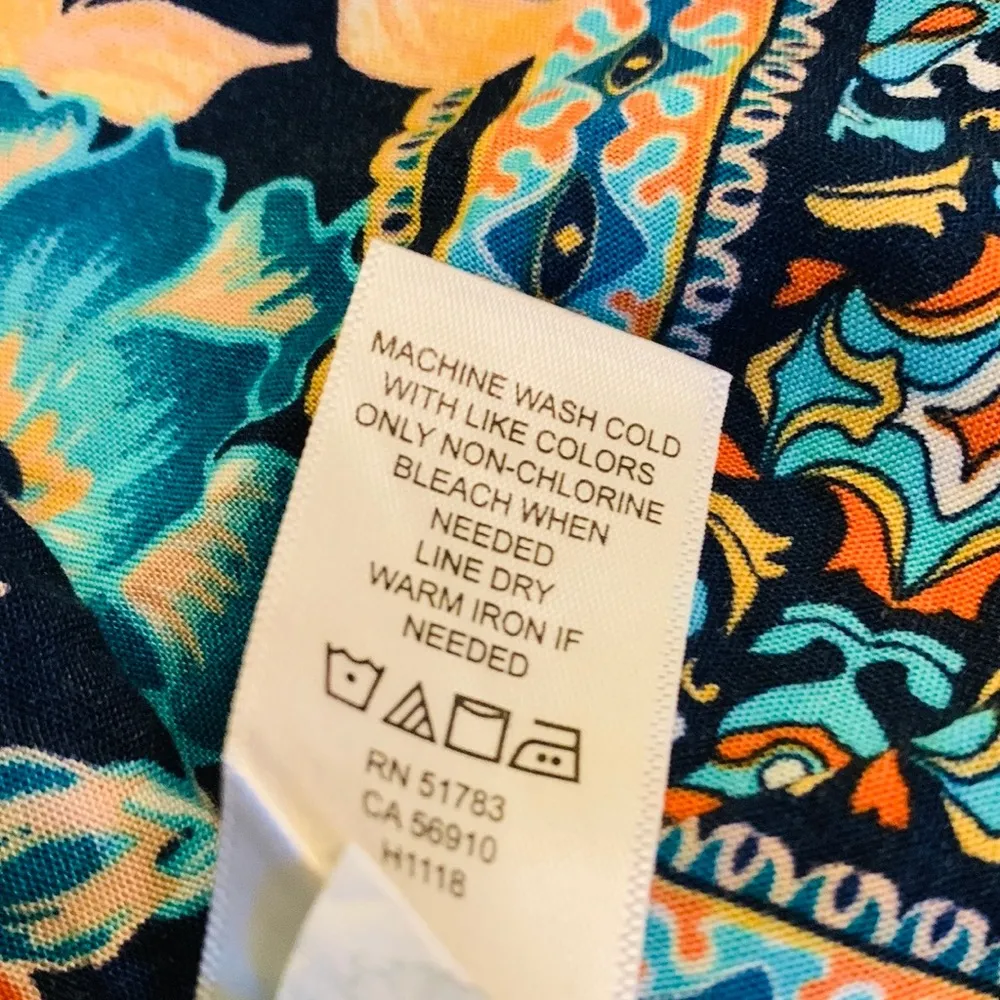 MACHINE WASH COLD
WITH LIKE COLORS
ONLY NON-CHLORINE
BLEACH WHEN
NEEDED
LINE DRY
WARM IRON IF
NEEDED
RN 51783
CA 56910
H1118